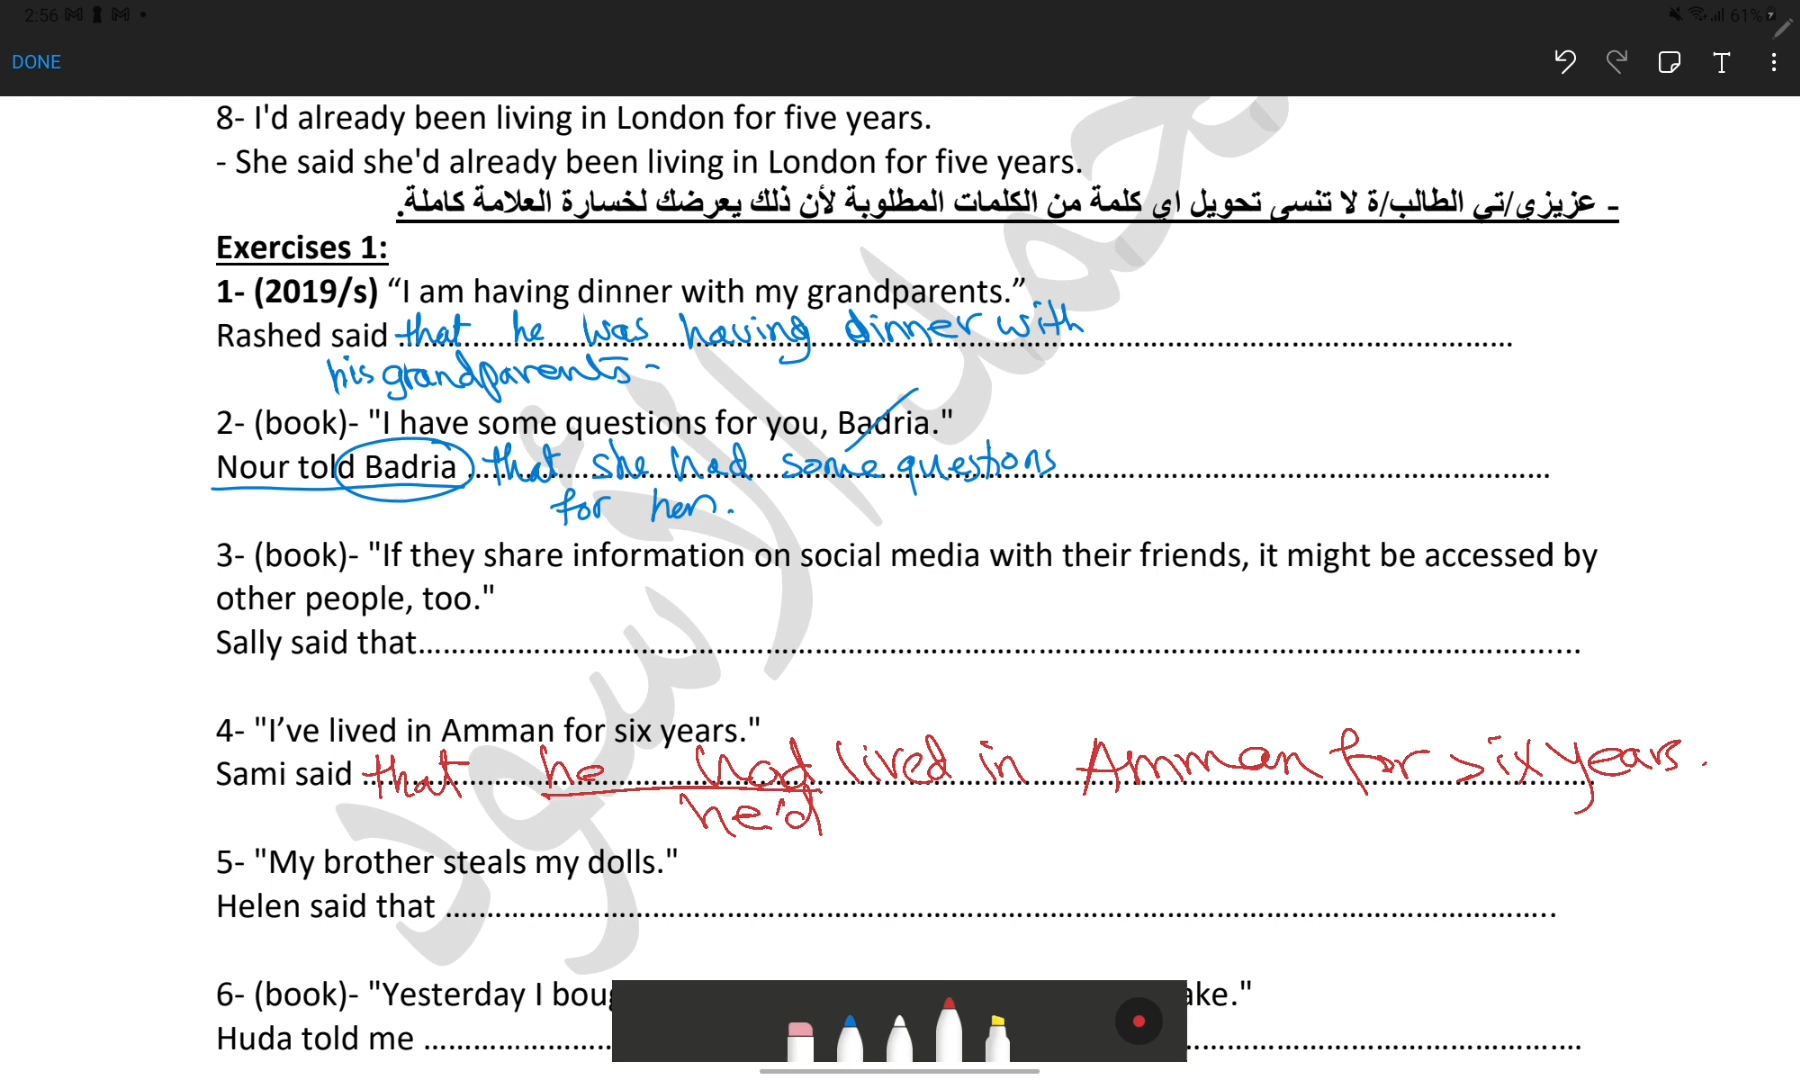 2:56
61%
DONE
T
8- I'd already been living in London for five years.
- She said she'd already been living in London for five years.
- عزيزي/تي الطالب/ة لا تنسى تحويل اي كلمة من الكلمات المطلوبة لأن ذلك يعرضك لخسارة العلامة كاملة.
Exercises 1:
1- (2019/s) “I am having dinner with my grandparents.”
Rashed said that he was having dinner with
his grandparents.
2- (book)- "I have some questions for you, Badria."
Nour told Badria that she had some questions
for her.
3- (book)- "If they share information on social media with their friends, it might be accessed by
other people, too."
Sally said that
4- "I’ve lived in Amman for six years."
Sami said that he had lived in Amman for six years.
he'd
5- "My brother steals my dolls."
Helen said that
6- (book)- "Yesterday I
Huda told me